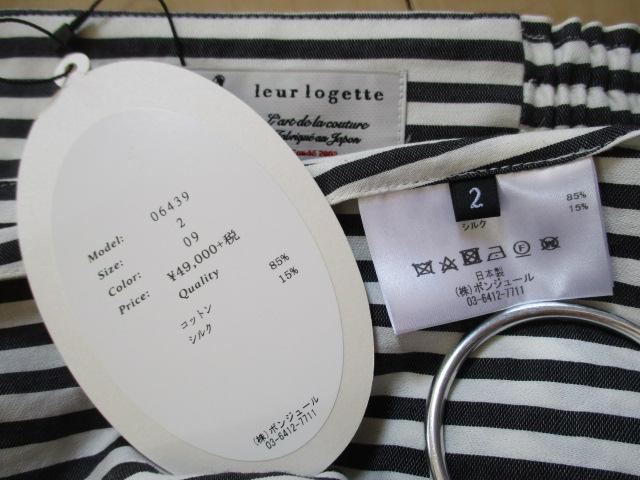 leur logette
L'art de la couture
Fabriqué au Japon
Model: 06439
Size: 2
Color: 09
Price: ¥49,000+税
Quality
コットン 85%
シルク 15%
(株)ボンジュール
03-6412-7711
2
85%
シルク 15%
日本製
(株)ボンジュール
03-6412-7711